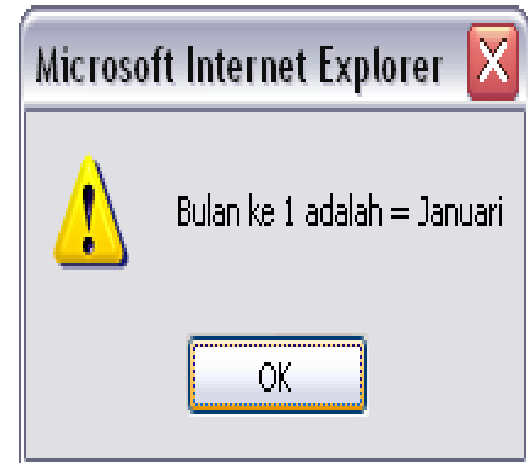 Microsoft Internet Explorer
Bulan ke 1 adalah = Januari
OK